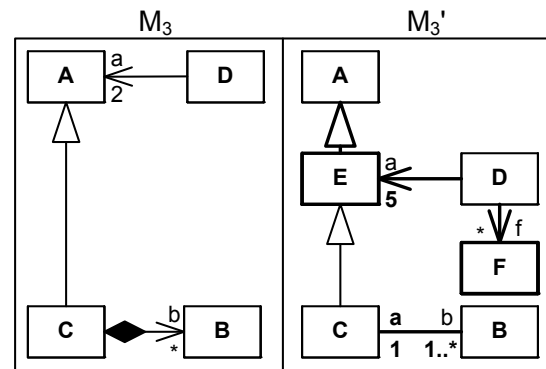 M3 M3'
A a D A
2
E a D
5 * f
F
C b B C a b B
* 1 1..*